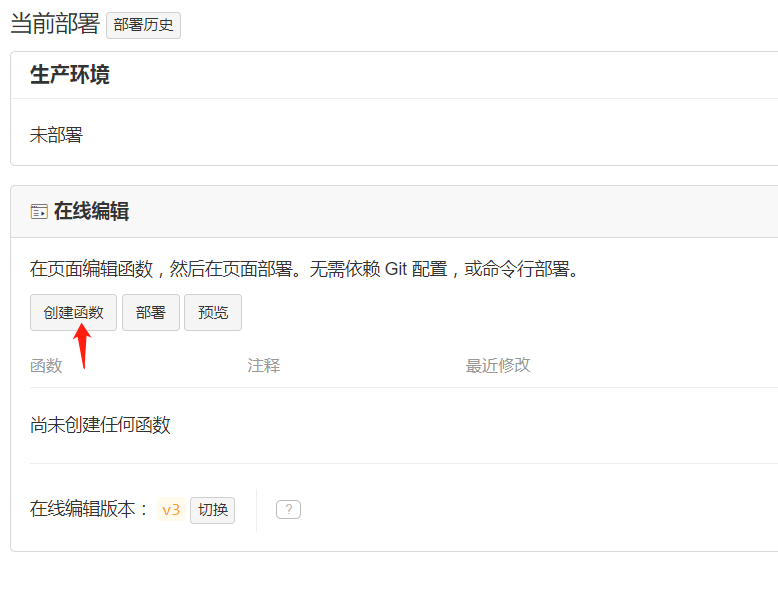 当前部署 部署历史
生产环境
未部署
在线编辑
在页面编辑函数，然后在页面部署。无需依赖 Git 配置，或命令行部署。
创建函数 部署 预览
函数 注释 最近修改
尚未创建任何函数
在线编辑版本： v3 切换 ?